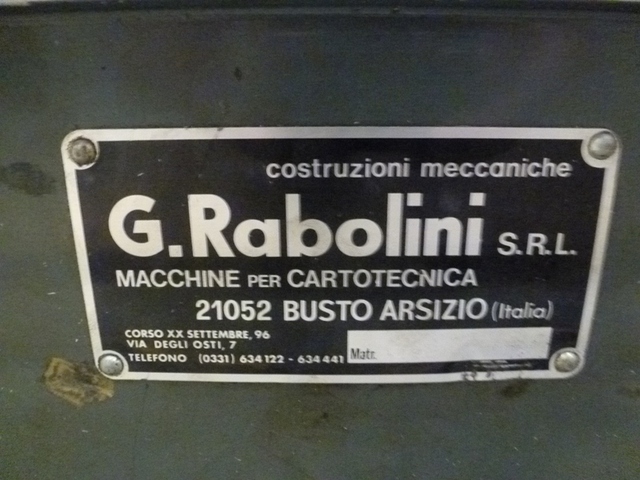 costruzioni meccaniche
G.Rabolini S.R.L.
MACCHINE PER CARTOTECNICA
21052 BUSTO ARSIZIO (Italia)
CORSO XX SETTEMBRE, 96
VIA DEGLI OSTI, 7
TELEFONO (0331) 634122 - 634441
Matr.